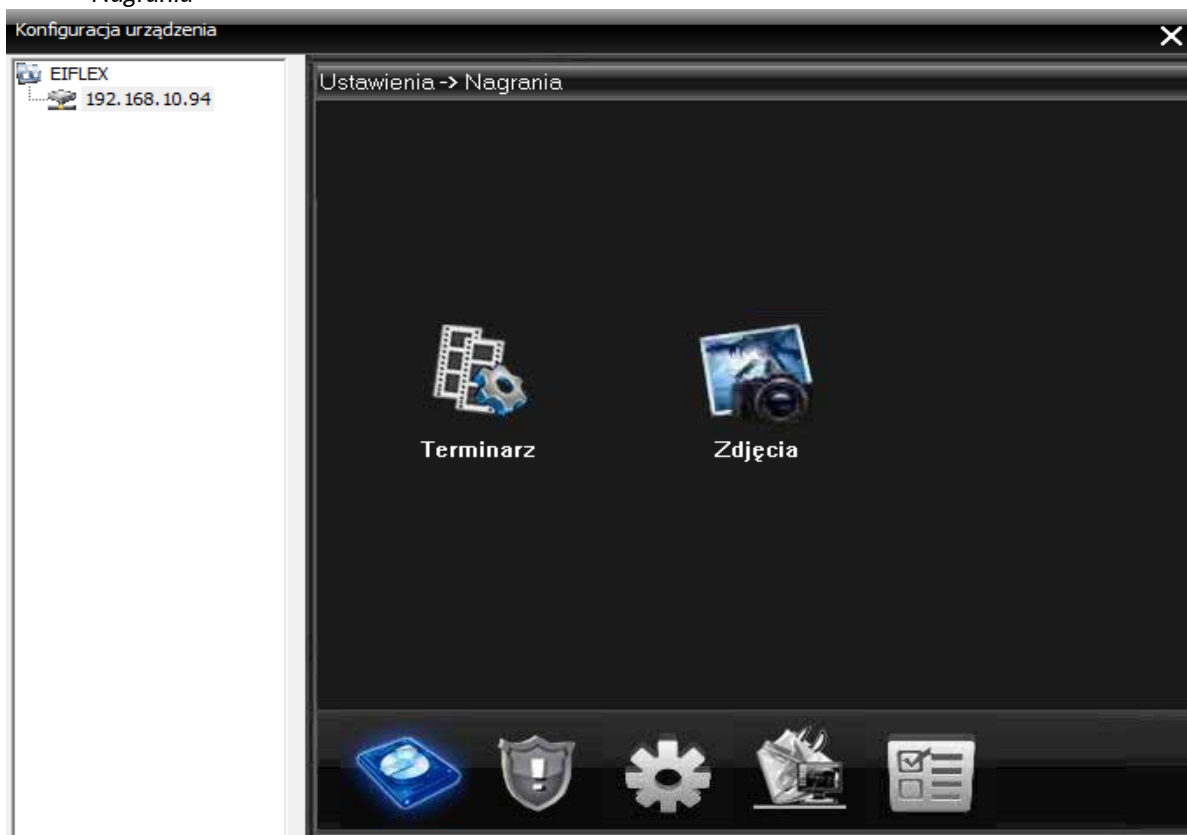 Nagrania
Konfiguracja urządzenia
EIFLEX
192.168.10.94
Ustawienia -> Nagrania
Terminarz
Zdjęcia